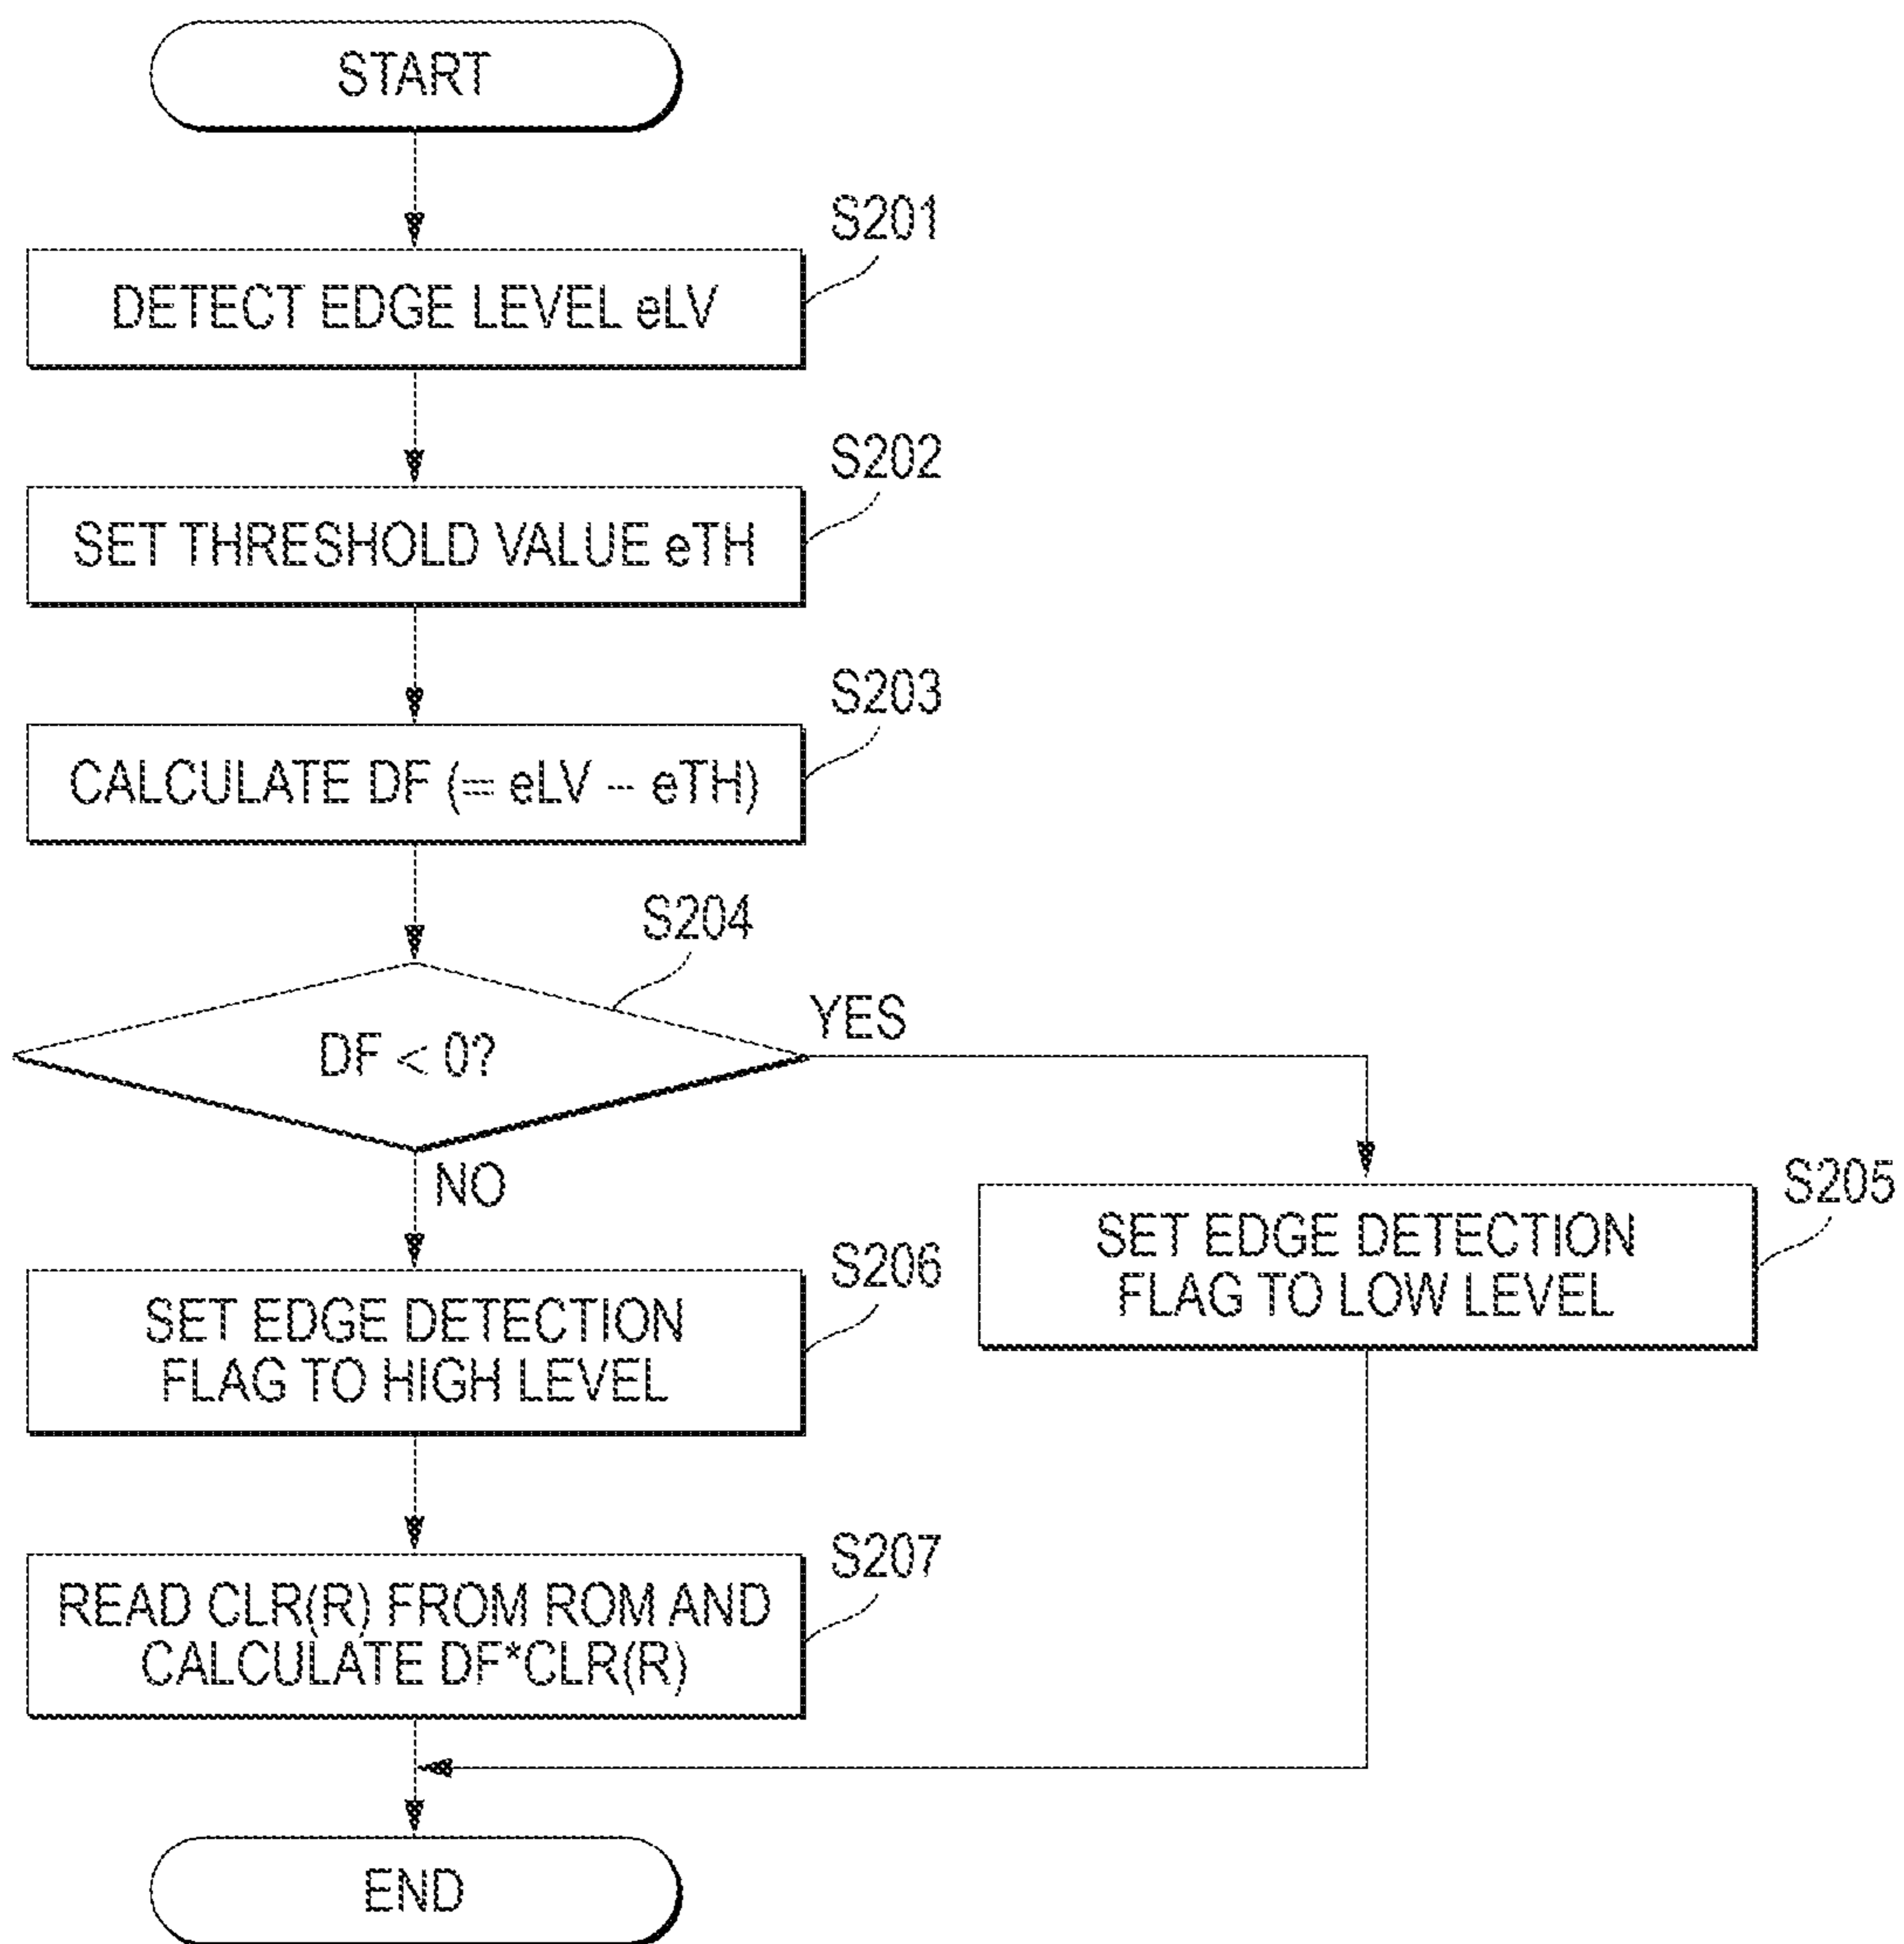 START
S201
DETECT EDGE LEVEL eLV
S202
SET THRESHOLD VALUE eTH
S203
CALCULATE DF (= eLV - eTH)
S204
DF < 0?
YES
NO
S205
SET EDGE DETECTION
FLAG TO LOW LEVEL
S206
SET EDGE DETECTION
FLAG TO HIGH LEVEL
S207
READ CLR(R) FROM ROM AND
CALCULATE DF*CLR(R)
END